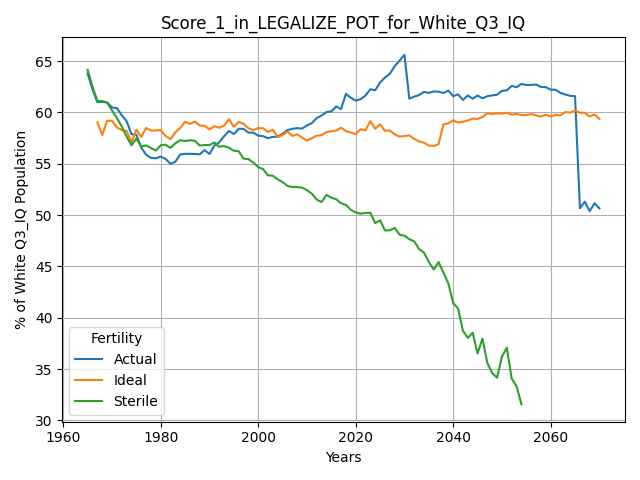 Score_1_in_LEGALIZE_POT_for_White_Q3_IQ
% of White Q3_IQ Population
65
60
55
50
45
40
35
30
Fertility
Actual
Ideal
Sterile
1960
1980
2000
2020
2040
2060
Years